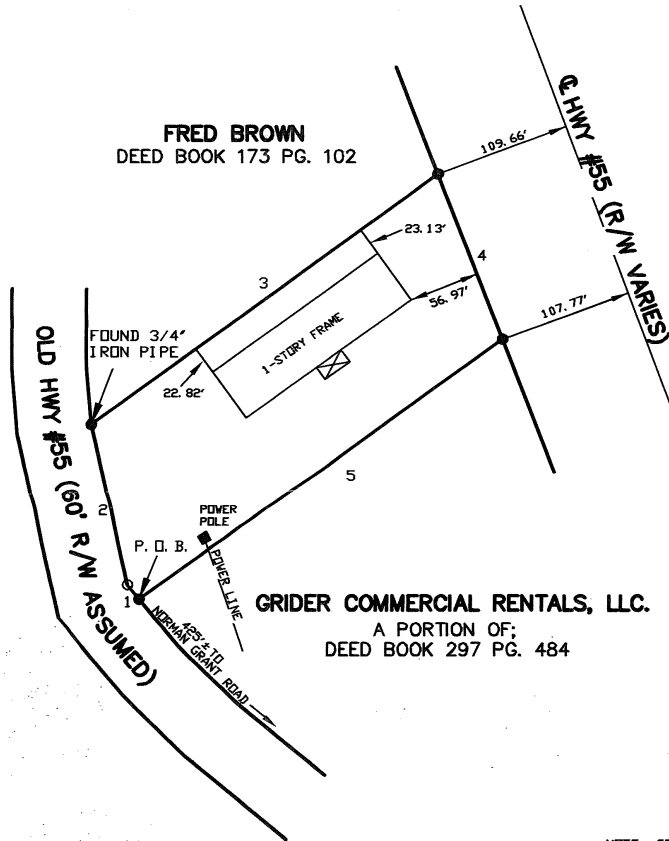 FRED BROWN
DEED BOOK 173 PG. 102
℄ HWY #55 (R/W VARIES)
109.66'
23.13'
4
3
56.97'
107.77'
1-STORY FRAME
FOUND 3/4"
IRON PIPE
22.82'
OLD HWY #55 (60' R/W ASSUMED)
5
2
POWER
POLE
P.O.B.
POWER LINE
1
GRIDER COMMERCIAL RENTALS, LLC.
A PORTION OF;
DEED BOOK 297 PG. 484
425'± TO
NORMAN GRANT ROAD